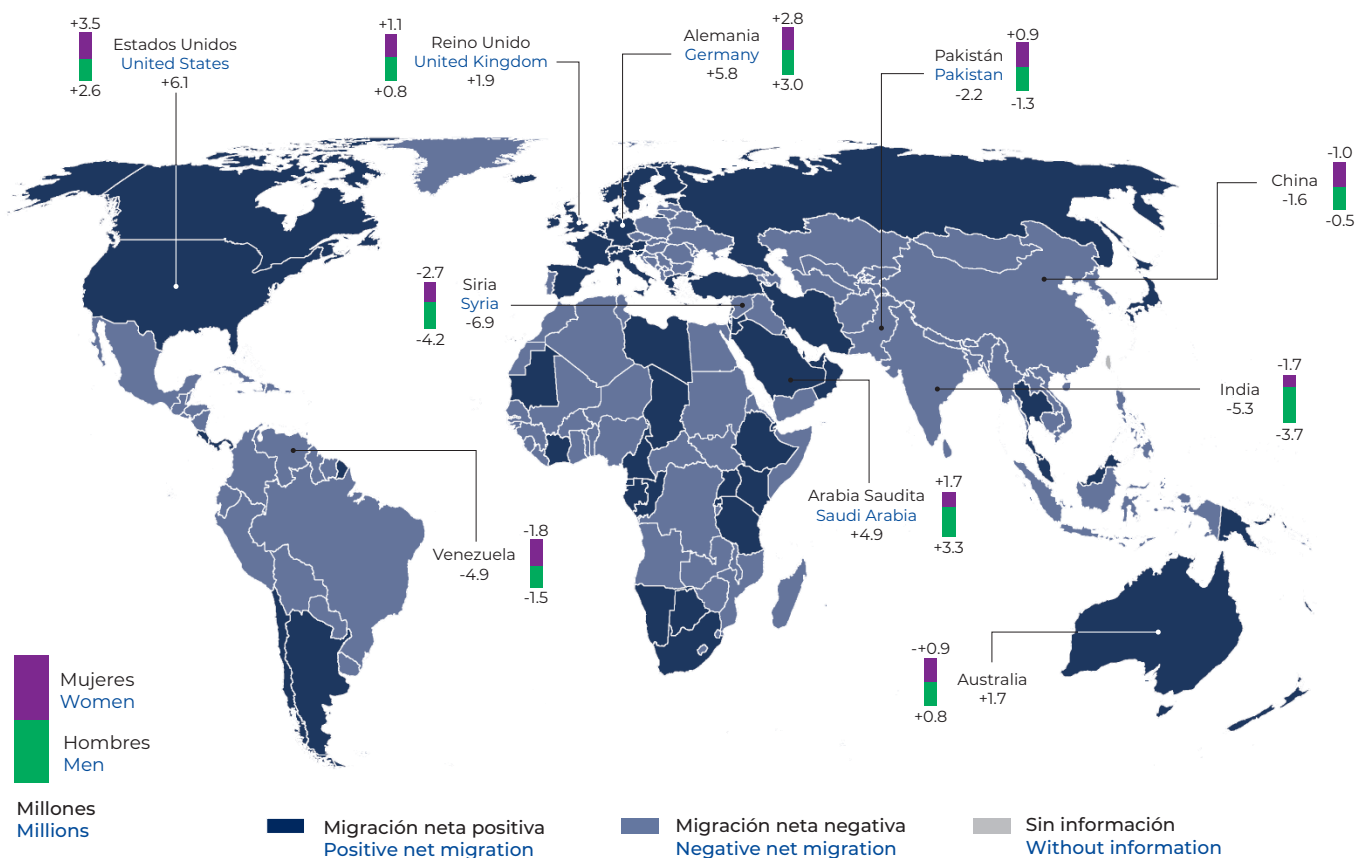 +3.5
Estados Unidos
United States
+6.1
+2.6
+1.1
Reino Unido
United Kingdom
+1.9
+0.8
Alemania
Germany
+5.8
+2.8
+3.0
Pakistán
Pakistan
-2.2
+0.9
-1.3
-1.0
China
-1.6
-0.5
-2.7
Siria
Syria
-6.9
-4.2
-1.7
India
-5.3
-3.7
Arabia Saudita
Saudi Arabia
+4.9
+1.7
+3.3
Venezuela
-4.9
-1.8
-1.5
-+0.9
Australia
+1.7
+0.8
Mujeres
Women
Hombres
Men
Millones
Millions
Migración neta positiva
Positive net migration
Migración neta negativa
Negative net migration
Sin información
Without information